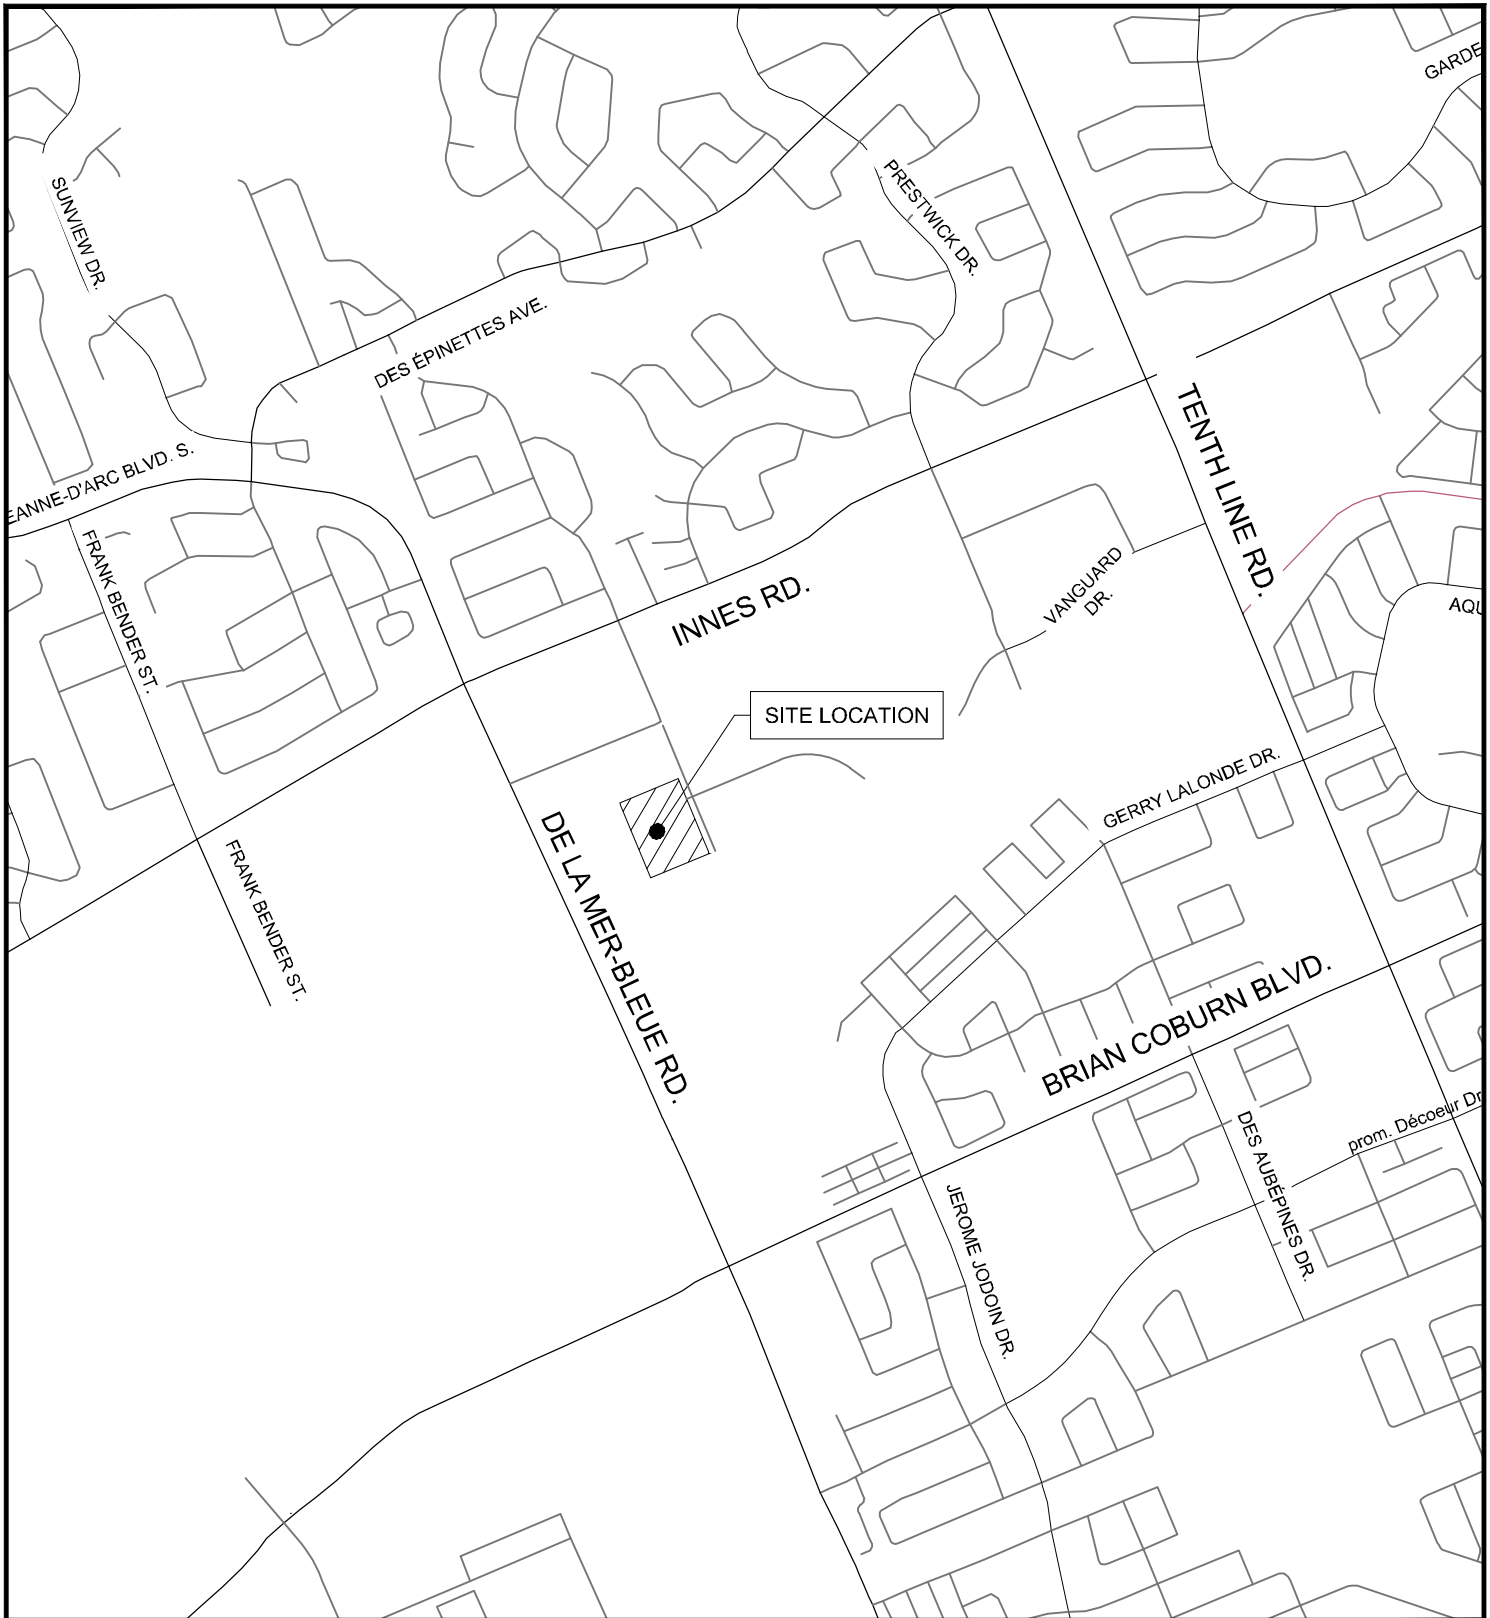 GARDE
SUNVIEW DR.
PRESTWICK DR.
DES ÉPINETTES AVE.
TENTH LINE RD.
EANNE-D'ARC BLVD. S.
FRANK BENDER ST.
INNES RD.
VANGUARD
DR.
AQU
SITE LOCATION
GERRY LALONDE DR.
DE LA MER-BLEUE RD.
FRANK BENDER ST.
BRIAN COBURN BLVD.
prom. Décoeur Dr
DES AUBÉPINES DR.
JEROME JODOIN DR.